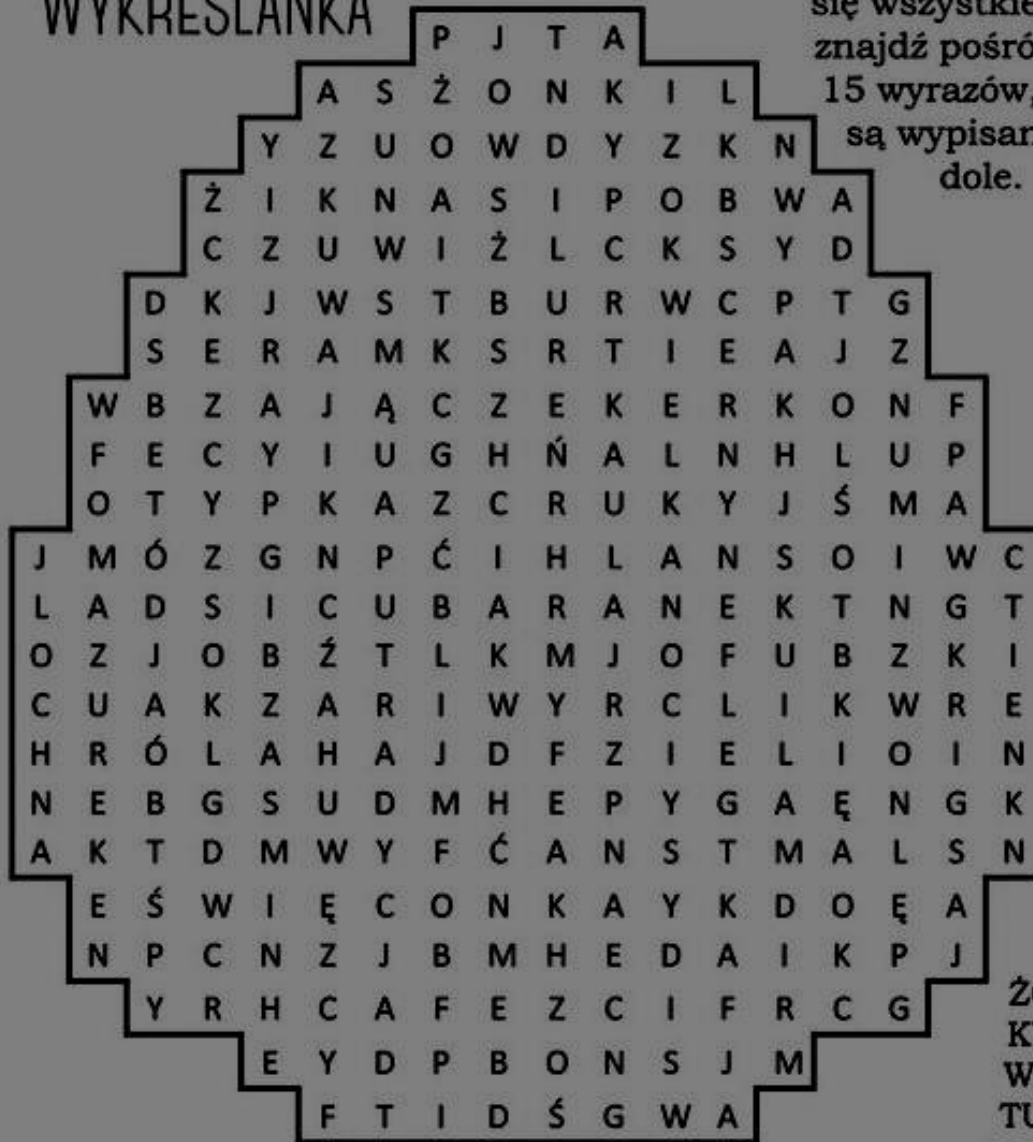 WYKREŚLANKA
się wszystkie
znajdź pośró
15 wyrazów,
są wypisan
dole.
P J T A
A S Ż O N K I L
Y Z U O W D Y Z K N
Ż I K N A S I P O B W A
C Z U W I Ż L C K S Y D
D K J W S T B U R W C P T G
S E R A M K S R T I E A J Z
W B Z A J Ą C Z E K E R K O N F
F E C Y I U G H Ń A L N H L U P
O T Y P K A Z C R U K Y J Ś M A
J M Ó Z G N P Ć I H L A N S O I W C
L A D S I C U B A R A N E K T N G T
O Z J O B Ź T L K M J O F U B Z K I
C U A K Z A R I W Y R C L I K W R E
H R Ó L A H A J D F Z I E L I O I N
N E B G S U D M H E P Y G A Ę N G K
A K T D M W Y F Ć A N S T M A L S N
E Ś W I Ę C O N K A Y K D O Ę A
N P C N Z J B M H E D A I K P J
Y R H C A F E Z C I F R C G
E Y D P B O N S J M
F T I D Ś G W A